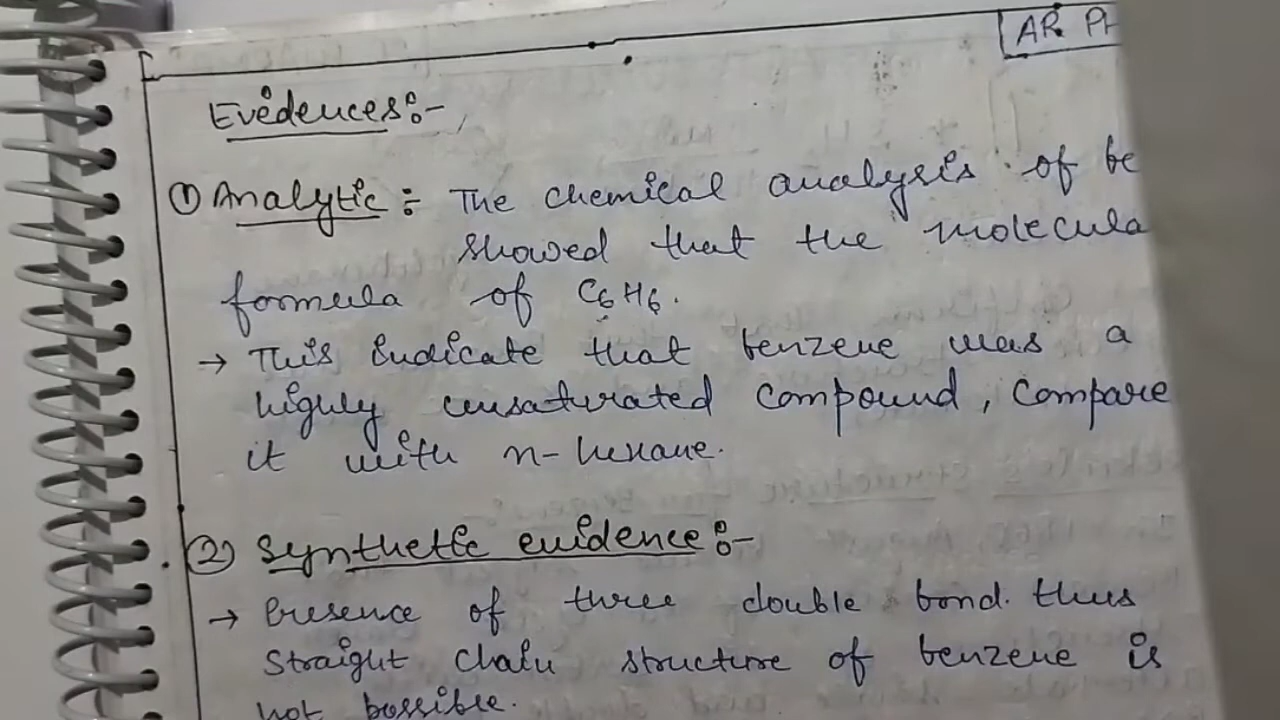 AR PH
Evidences:-
① Analytic : The chemical analysis of be
showed that the molecula
formula of C6H6.
→ This indicate that benzene was a
highly unsaturated compound, compare
it with n-hexane.
② Synthetic evidence:-
→ Presence of three double bond. thus
straight chain structure of benzene is
not possible.